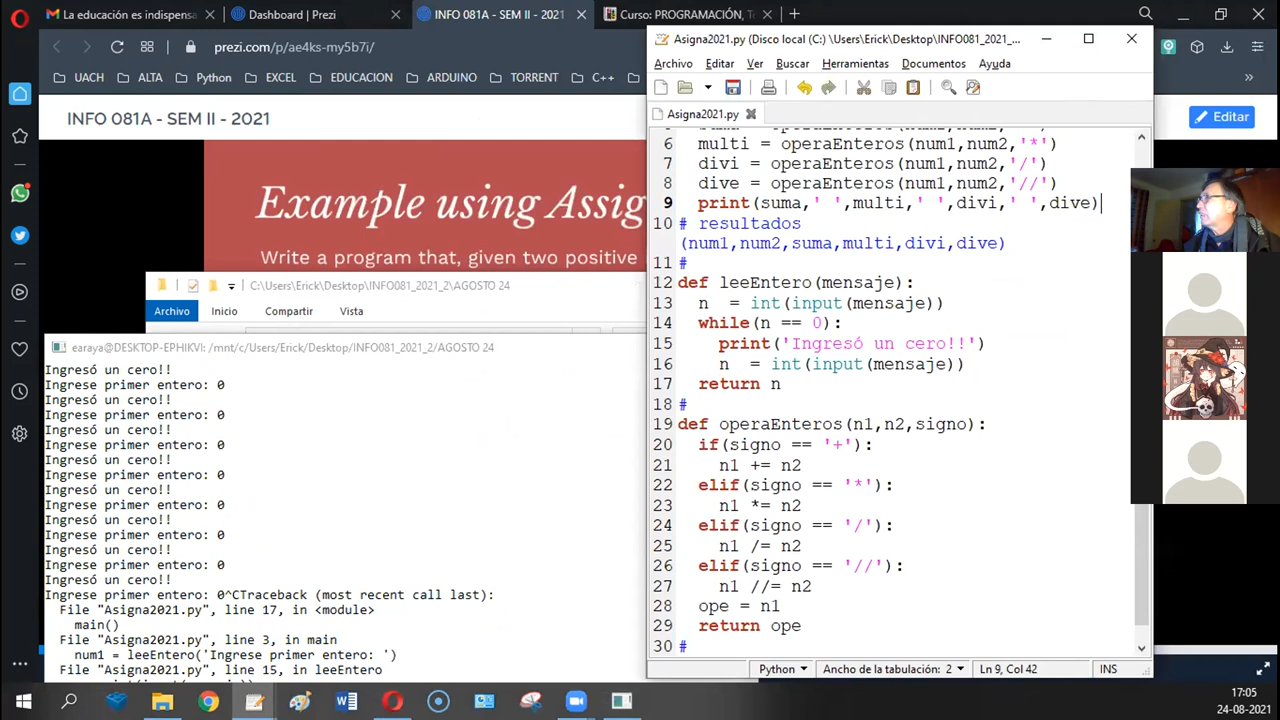 La educación es indispensa
Dashboard | Prezi
INFO 081A - SEM II - 2021
Curso: PROGRAMACIÓN, T
prezi.com/p/ae4ks-my5b7i/
UACH
ALTA
Python
EXCEL
EDUCACION
ARDUINO
TORRENT
C++
INFO 081A - SEM II - 2021
Editar
Example using Assig
Write a program that, given two positive
C:\Users\Erick\Desktop\INFO081_2021_2\AGOSTO 24
Archivo
Inicio
Compartir
Vista
earaya@DESKTOP-EPHIKVI: /mnt/c/Users/Erick/Desktop/INFO081_2021_2/AGOSTO 24
Ingresó un cero!!
Ingrese primer entero: 0
Ingresó un cero!!
Ingrese primer entero: 0
Ingresó un cero!!
Ingrese primer entero: 0
Ingresó un cero!!
Ingrese primer entero: 0
Ingresó un cero!!
Ingrese primer entero: 0
Ingresó un cero!!
Ingrese primer entero: 0
Ingresó un cero!!
Ingrese primer entero: 0
Ingresó un cero!!
Ingrese primer entero: 0^CTraceback (most recent call last):
File "Asigna2021.py", line 17, in <module>
main()
File "Asigna2021.py", line 3, in main
num1 = leeEntero('Ingrese primer entero: ')
File "Asigna2021.py", line 15, in leeEntero
Asigna2021.py (Disco local (C:) \Users\Erick\Desktop\INFO081_2021_...
Archivo Editar Ver Buscar Herramientas Documentos Ayuda
Asigna2021.py
6 multi = operaEnteros(num1,num2,'*')
7 divi = operaEnteros(num1,num2,'/')
8 dive = operaEnteros(num1,num2,'//')
9 print(suma,' ',multi,' ',divi,' ',dive)
10 # resultados
(num1,num2,suma,multi,divi,dive)
11 #
12 def leeEntero(mensaje):
13 n = int(input(mensaje))
14 while(n == 0):
15 print('Ingresó un cero!!')
16 n = int(input(mensaje))
17 return n
18 #
19 def operaEnteros(n1,n2,signo):
20 if(signo == '+'):
21 n1 += n2
22 elif(signo == '*'):
23 n1 *= n2
24 elif(signo == '/'):
25 n1 /= n2
26 elif(signo == '//'):
27 n1 //= n2
28 ope = n1
29 return ope
30 #
Python
Ancho de la tabulación: 2
Ln 9, Col 42
INS
17:05
24-08-2021